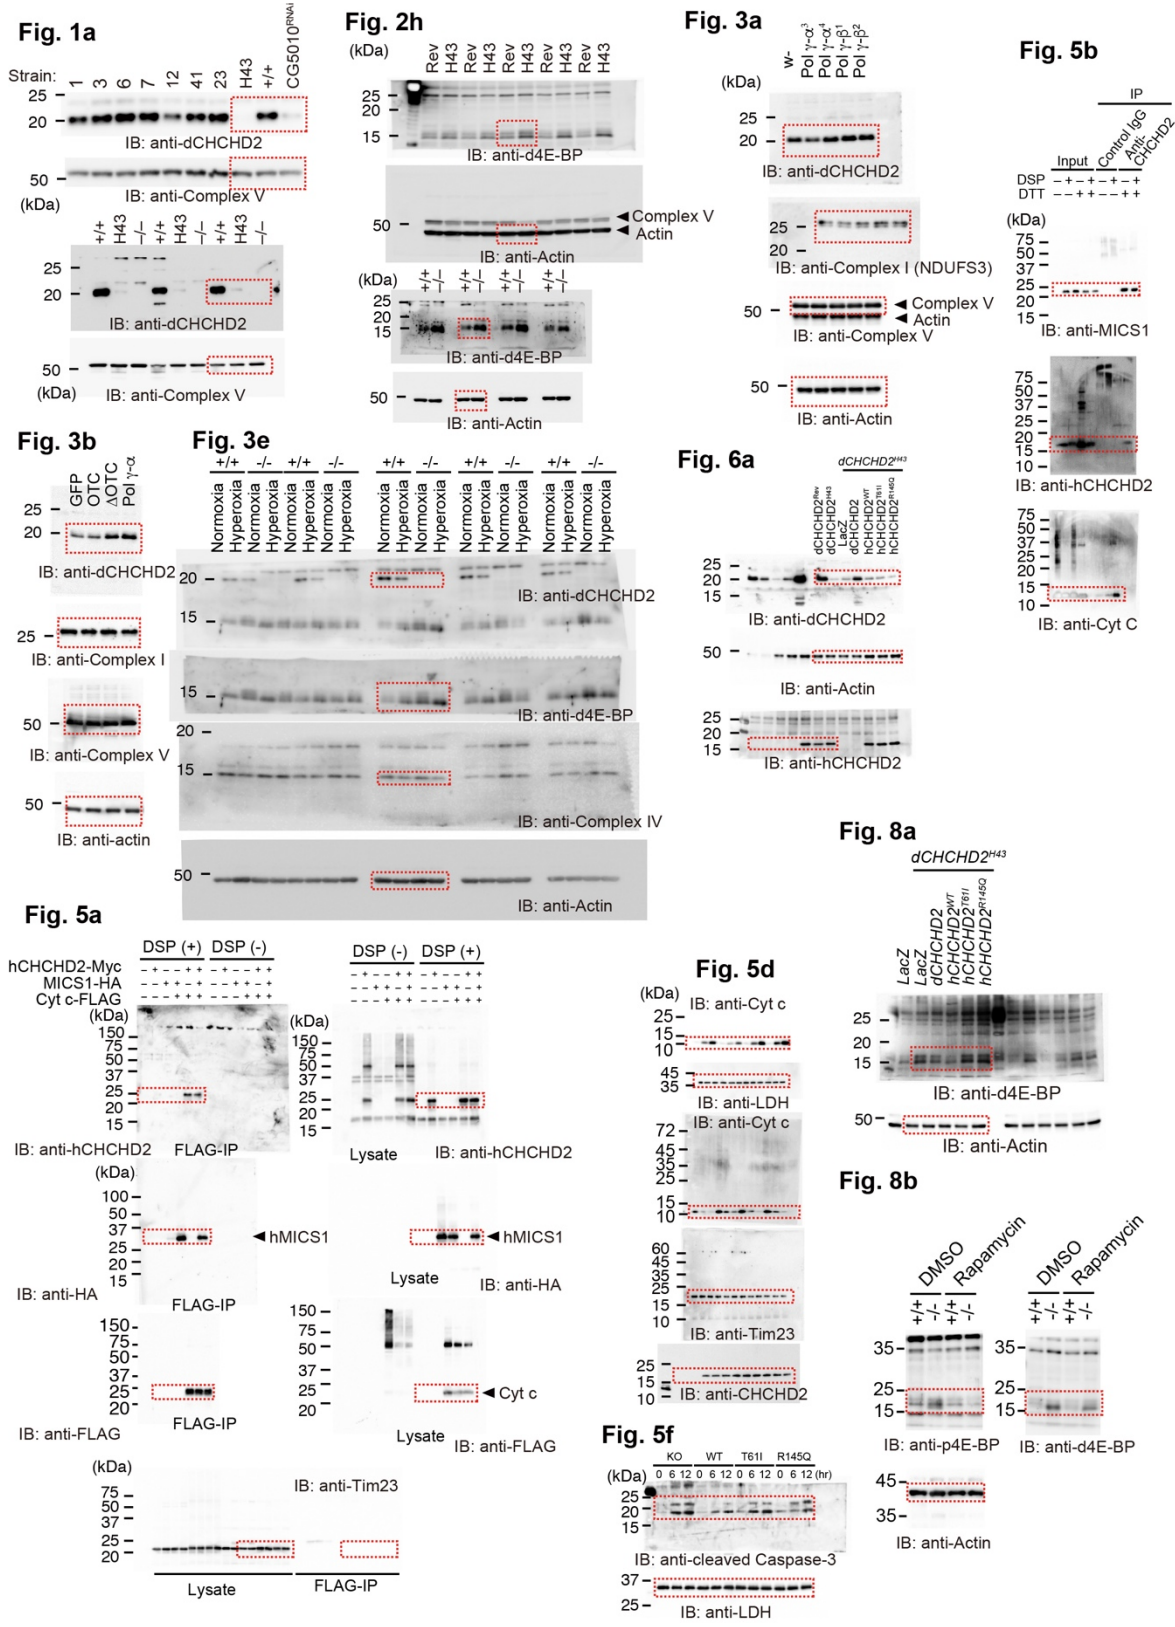 Fig. 1a
Strain: 1 3 6 7 12 41 23 H43 +/+ CG5010RNAi
25
20
IB: anti-dCHCHD2
50
IB: anti-Complex V
(kDa)
+/+ H43 -/- +/+ H43 -/- +/+ H43 -/-
25
20
IB: anti-dCHCHD2
50
(kDa)
IB: anti-Complex V
Fig. 2h
(kDa)
Rev H43 Rev H43 Rev H43 Rev H43 Rev H43
25
20
15
IB: anti-d4E-BP
50
Complex V
Actin
IB: anti-Actin
(kDa)
+/+ -/- +/+ -/- +/+ -/- +/+ -/-
25
20
15
IB: anti-d4E-BP
50
IB: anti-Actin
Fig. 3a
w- Pol γ-α3 Pol γ-α4 Pol γ-β1 Pol γ-β2
(kDa)
25
20
IB: anti-dCHCHD2
25
20
IB: anti-Complex I (NDUFS3)
50
Complex V
Actin
IB: anti-Complex V
50
IB: anti-Actin
Fig. 5b
IP
Input Control IgG Anti-CHCHD2
DSP - + - + - + - +
DTT - - + + - - + +
(kDa)
75
50
37
25
20
15
IB: anti-MICS1
75
50
37
25
20
15
10
IB: anti-hCHCHD2
75
50
37
25
20
15
10
IB: anti-Cyt C
Fig. 3b
GFP OTC ΔOTC Pol γ-α
25
20
IB: anti-dCHCHD2
25
IB: anti-Complex I
50
IB: anti-Complex V
50
IB: anti-actin
Fig. 3e
+/+ -/- +/+ -/- +/+ -/- +/+ -/- +/+ -/-
Normoxia Hyperoxia Normoxia Hyperoxia Normoxia Hyperoxia Normoxia Hyperoxia Normoxia Hyperoxia Normoxia Hyperoxia Normoxia Hyperoxia Normoxia Hyperoxia Normoxia Hyperoxia Normoxia Hyperoxia
20
IB: anti-dCHCHD2
15
15
IB: anti-d4E-BP
20
15
IB: anti-Complex IV
50
IB: anti-Actin
Fig. 6a
dCHCHD2H43
dCHCHD2Rev dCHCHD2H43 LacZ dCHCHD2 hCHCHD2WT hCHCHD2T61I hCHCHD2R145Q
25
20
15
IB: anti-dCHCHD2
50
IB: anti-Actin
25
20
15
IB: anti-hCHCHD2
Fig. 5a
DSP (+) DSP (-)
hCHCHD2-Myc
MICS1-HA
Cyt c-FLAG
(kDa)
150
75
50
37
25
20
15
IB: anti-hCHCHD2
FLAG-IP
DSP (-) DSP (+)
(kDa)
150
75
50
37
25
20
15
Lysate
IB: anti-hCHCHD2
(kDa)
100
50
37
25
20
15
hMICS1
IB: anti-HA
FLAG-IP
hMICS1
Lysate
IB: anti-HA
150
75
50
37
25
20
IB: anti-FLAG
FLAG-IP
150
75
50
37
25
20
Cyt c
Lysate
IB: anti-FLAG
(kDa)
IB: anti-Tim23
75
50
37
25
20
Lysate
FLAG-IP
Fig. 5d
(kDa)
IB: anti-Cyt c
25
15
10
45
35
IB: anti-LDH
IB: anti-Cyt c
72
45
35
25
15
10
60
45
35
25
15
10
IB: anti-Tim23
25
15
10
IB: anti-CHCHD2
Fig. 5f
KO WT T61I R145Q
(kDa) 0 6 12 0 6 12 0 6 12 0 6 12 (hr)
25
20
15
IB: anti-cleaved Caspase-3
37
25
IB: anti-LDH
Fig. 8a
dCHCHD2H43
LacZ LacZ dCHCHD2 hCHCHD2WT hCHCHD2T61I hCHCHD2R145Q
25
20
15
IB: anti-d4E-BP
50
IB: anti-Actin
Fig. 8b
DMSO Rapamycin
+/+ -/- +/+ -/-
35
25
15
IB: anti-p4E-BP
DMSO Rapamycin
+/+ -/- +/+ -/-
35
25
15
IB: anti-d4E-BP
45
35
IB: anti-Actin